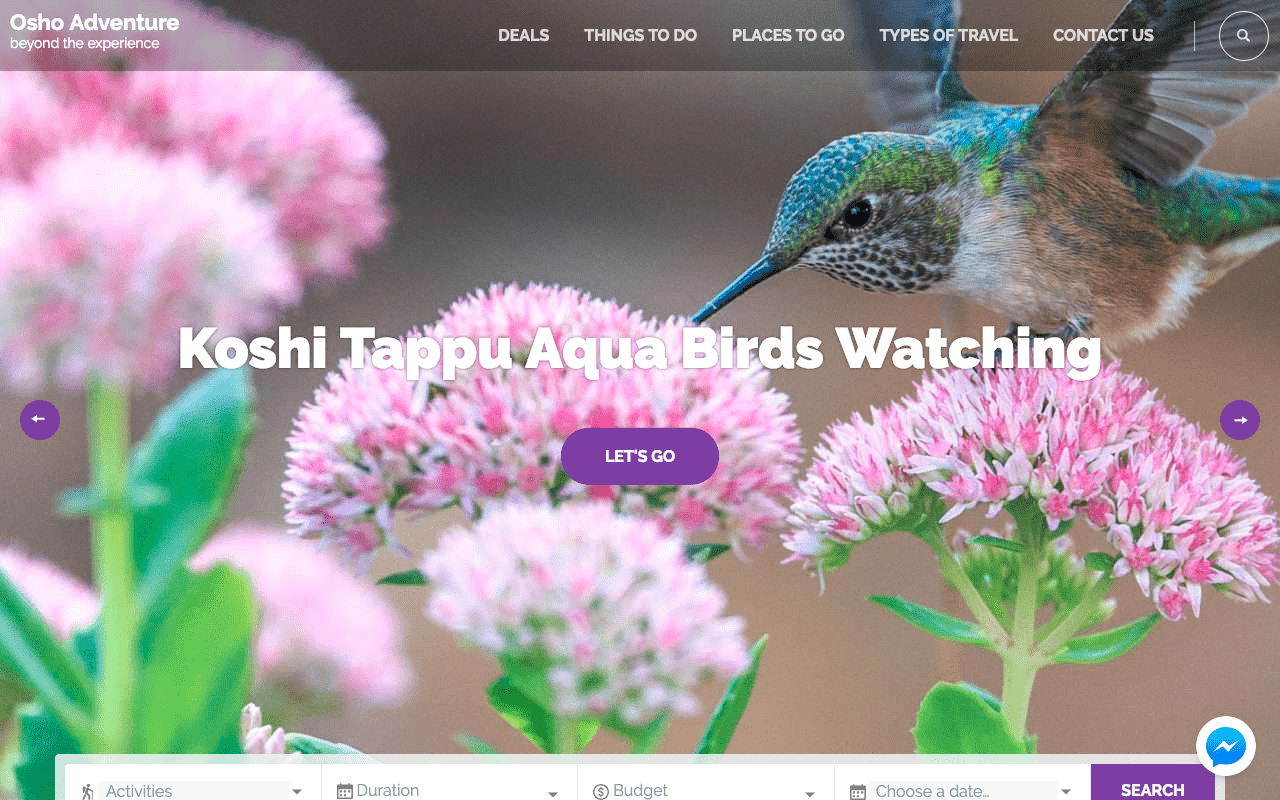 Osho Adventure
beyond the experience
DEALS
THINGS TO DO
PLACES TO GO
TYPES OF TRAVEL
CONTACT US
Koshi Tappu Aqua Birds Watching
LET'S GO
Activities
Duration
Budget
Choose a date...
SEARCH